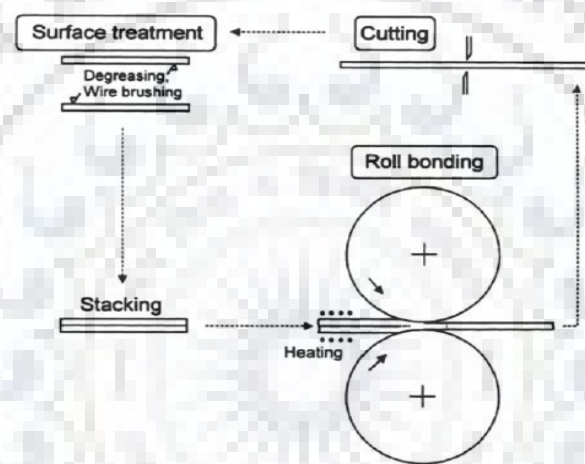 Surface treatment
Cutting
Degreasing,
Wire brushing
Roll bonding
Stacking
Heating